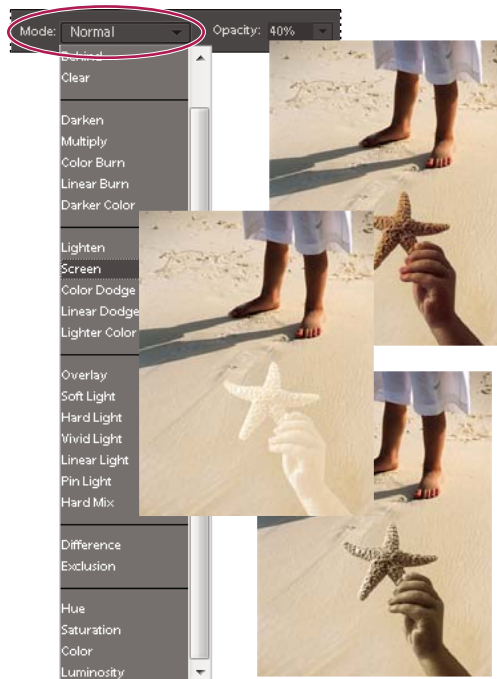 Mode: Normal Opacity: 40%
Behind
Clear
Darken
Multiply
Color Burn
Linear Burn
Darker Color
Lighten
Screen
Color Dodge
Linear Dodge
Lighter Color
Overlay
Soft Light
Hard Light
Vivid Light
Linear Light
Pin Light
Hard Mix
Difference
Exclusion
Hue
Saturation
Color
Luminosity